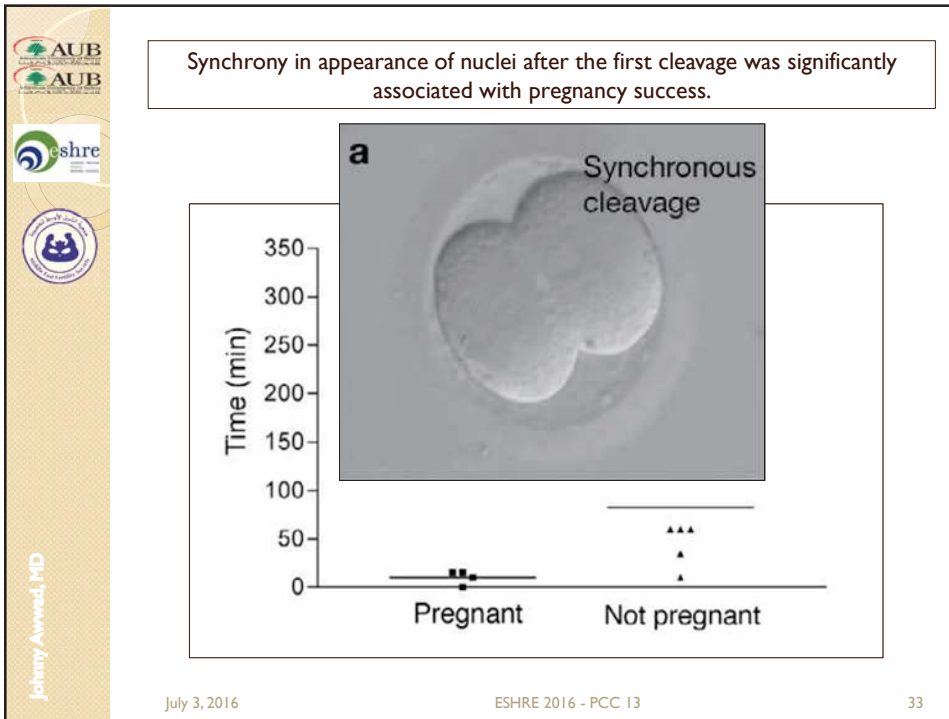 AUB
AUB
eshre
Synchrony in appearance of nuclei after the first cleavage was significantly
associated with pregnancy success.
a
Synchronous
cleavage
350
300
250
200
150
100
50
0
Time (min)
Pregnant
Not pregnant
Johnny Awwad, MD
July 3, 2016
ESHRE 2016 - PCC 13
33